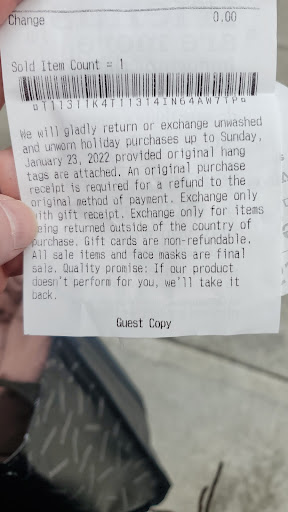 Change 0.00
Sold Item Count = 1
We will gladly return or exchange unwashed
and unworn holiday purchases up to Sunday,
January 23, 2022 provided original hang
tags are attached. An original purchase
receipt is required for a refund to the
original method of payment. Exchange only
with gift receipt. Exchange only for items
being returned outside of the country of
purchase. Gift cards are non-refundable.
All sale items and face masks are final
sale. Quality promise: If our product
doesn't perform for you, we'll take it
back.
Guest Copy